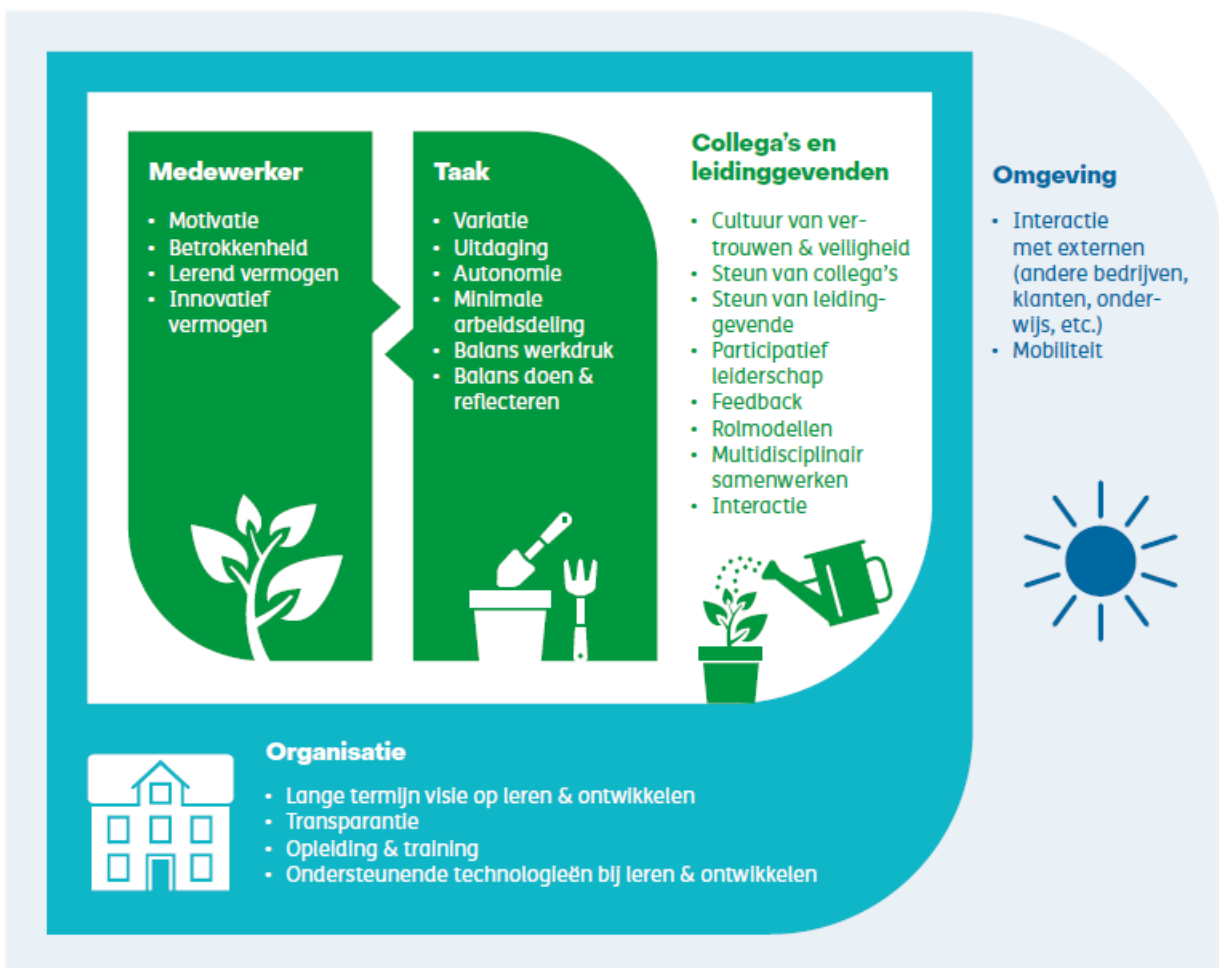 Medewerker
• Motivatie
• Betrokkenheid
• Lerend vermogen
• Innovatief
vermogen
Taak
• Variatie
• Uitdaging
• Autonomie
• Minimale
arbeidsdeling
• Balans werkdruk
• Balans doen &
reflecteren
Collega's en
leidinggevenden
• Cultuur van ver-
trouwen & veiligheid
• Steun van collega's
• Steun van leiding-
gevende
• Participatief
leiderschap
• Feedback
• Rolmodellen
• Multidisciplinair
samenwerken
• Interactie
Omgeving
• Interactie
met externen
(andere bedrijven,
klanten, onder-
wijs, etc.)
• Mobiliteit
Organisatie
• Lange termijn visie op leren & ontwikkelen
• Transparantie
• Opleiding & training
• Ondersteunende technologieën bij leren & ontwikkelen